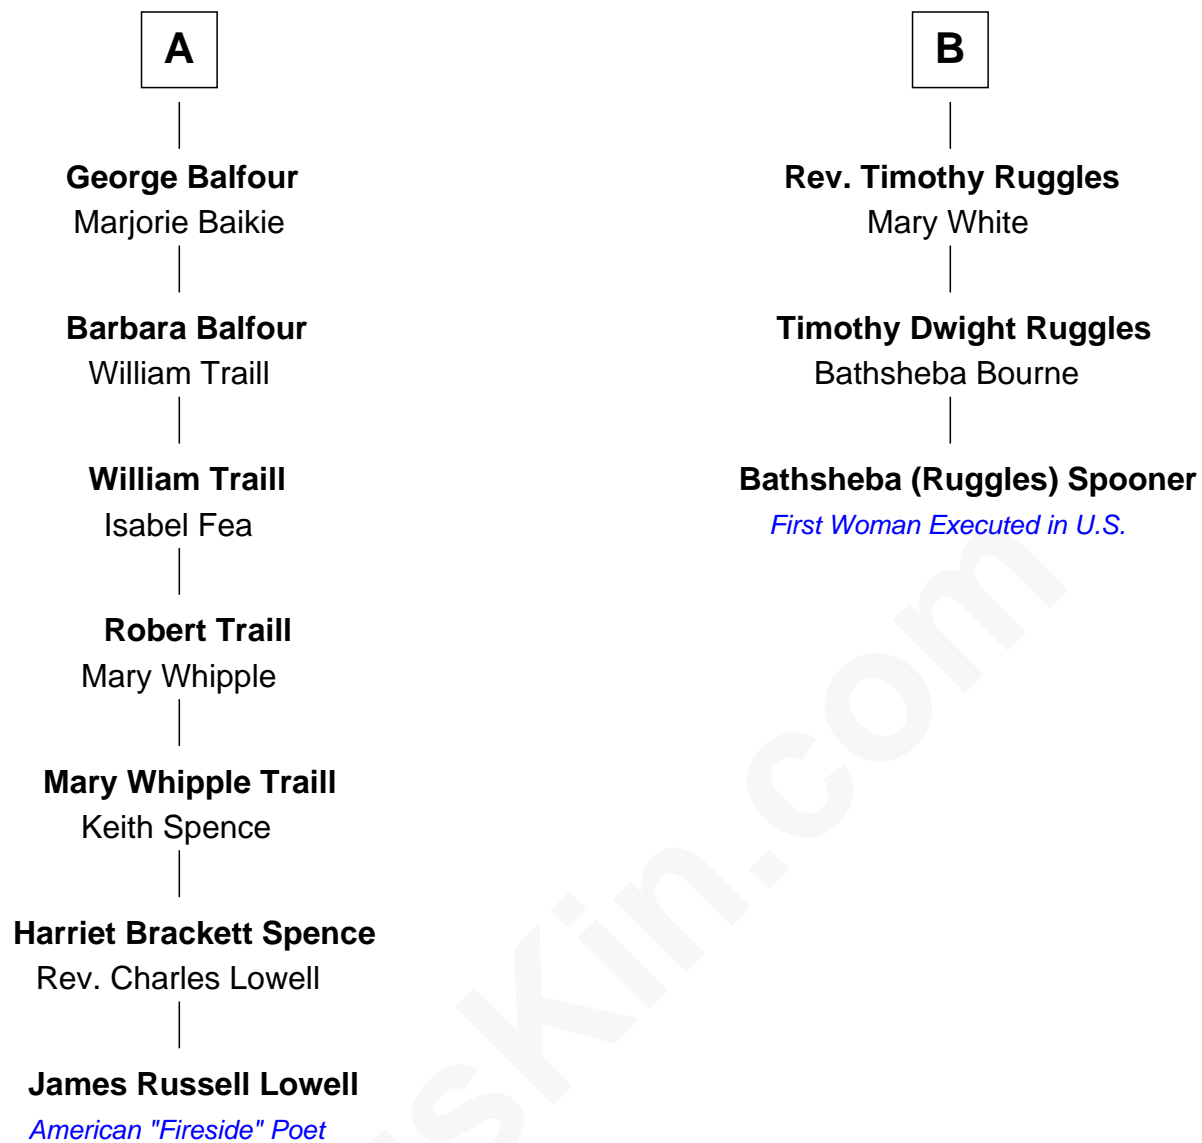 A
George Balfour
Marjorie Baikie
Barbara Balfour
William Traill
William Traill
Isabel Fea
Robert Traill
Mary Whipple
Mary Whipple Traill
Keith Spence
Harriet Brackett Spence
Rev. Charles Lowell
James Russell Lowell
American "Fireside" Poet
B
Rev. Timothy Ruggles
Mary White
Timothy Dwight Ruggles
Bathsheba Bourne
Bathsheba (Ruggles) Spooner
First Woman Executed in U.S.
usKin.com